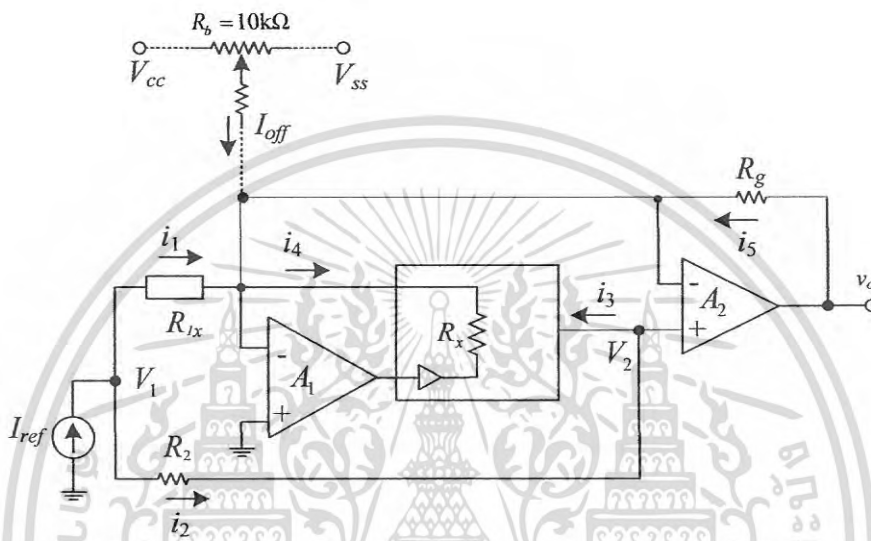 R_b = 10kΩ
V_cc
V_ss
I_off
R_g
i_1
i_4
i_5
i_3
v_o
R_1x
R_x
A_2
- 
+
A_1
-
+
V_1
V_2
I_ref
R_2
i_2